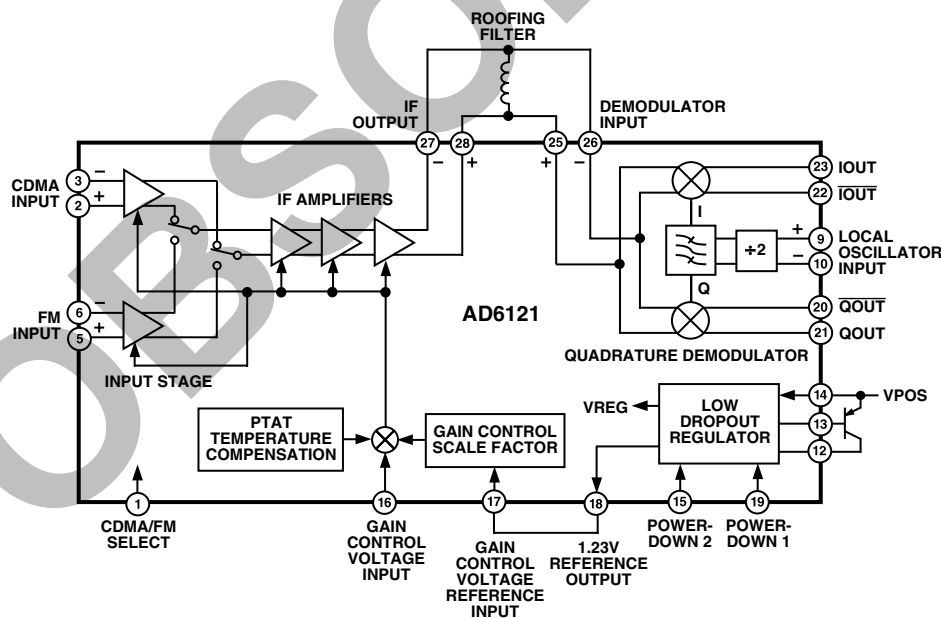 ROOFING
FILTER
IF
OUTPUT
DEMODULATOR
INPUT
27
28
25
26
−
+
+
−
CDMA
INPUT
3
−
2
+
IF AMPLIFIERS
23
IOUT
22
IOUT
I
÷2
9
+
10
−
LOCAL
OSCILLATOR
INPUT
Q
FM
INPUT
6
−
5
+
AD6121
20
QOUT
21
QOUT
QUADRATURE DEMODULATOR
INPUT STAGE
PTAT
TEMPERATURE
COMPENSATION
GAIN CONTROL
SCALE FACTOR
VREG
LOW
DROPOUT
REGULATOR
14
VPOS
13
12
1
16
17
18
15
19
CDMA/FM
SELECT
GAIN
CONTROL
VOLTAGE
INPUT
GAIN
CONTROL
VOLTAGE
REFERENCE
INPUT
1.23V
REFERENCE
OUTPUT
POWER-
DOWN 2
POWER-
DOWN 1